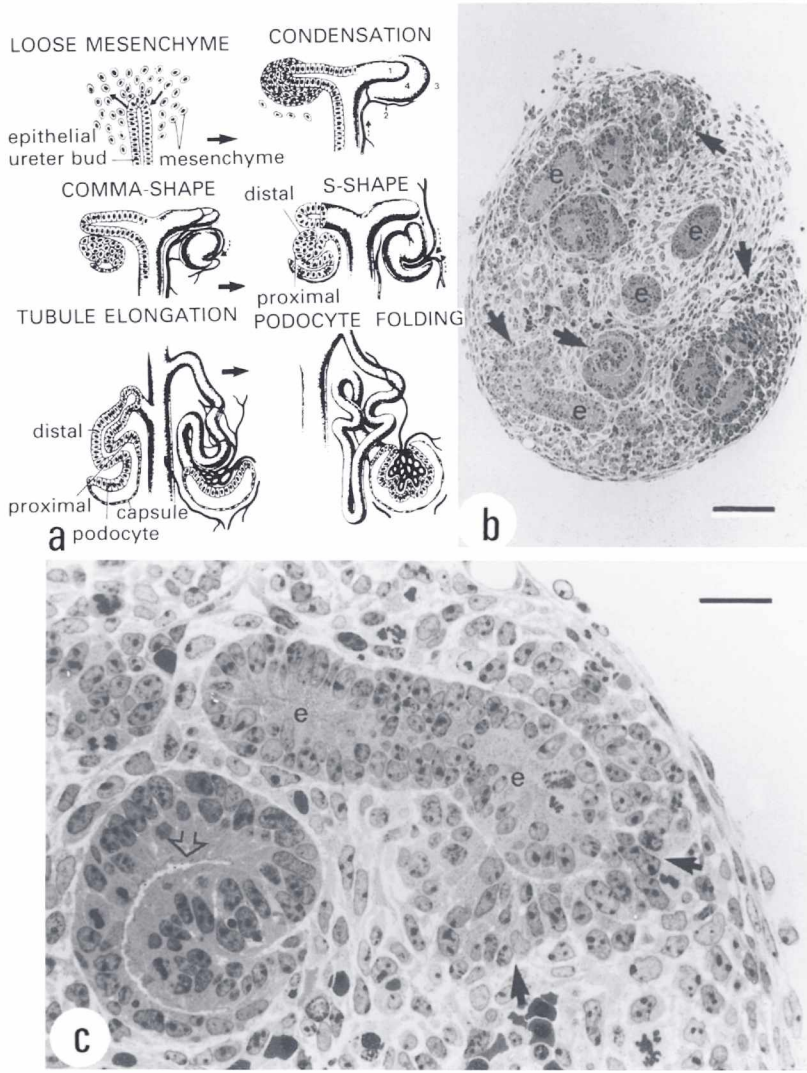 LOOSE MESENCHYME
CONDENSATION
1
4
3
2
epithelial
ureter bud
mesenchyme
COMMA-SHAPE
S-SHAPE
distal
proximal
TUBULE ELONGATION
PODOCYTE FOLDING
distal
proximal
capsule
podocyte
a
e
e
e
e
b
e
e
c